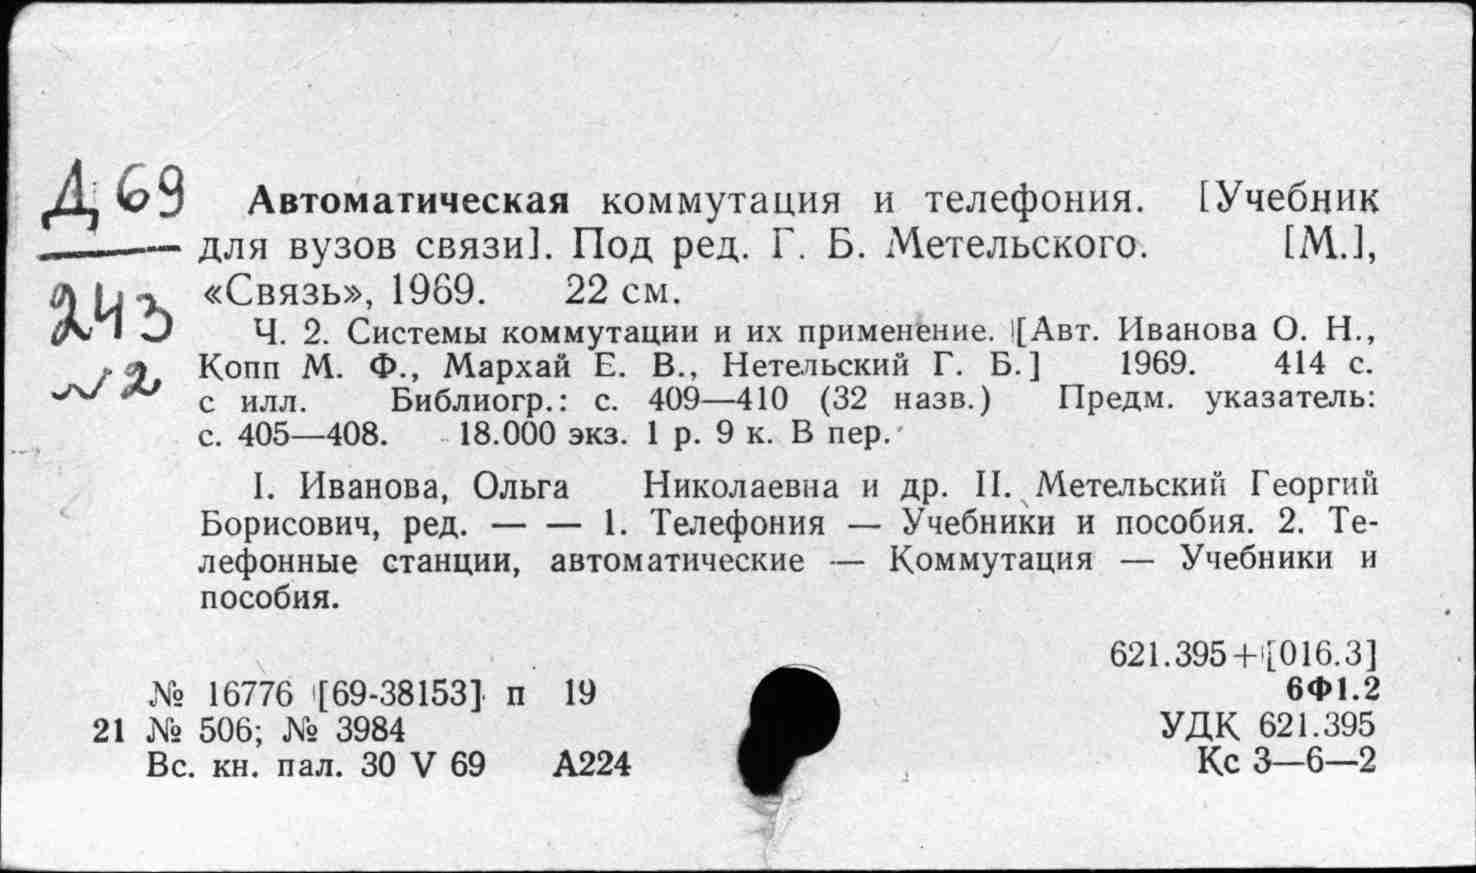 Д 69
243
√2
Автоматическая коммутация и телефония. [Учебник
для вузов связи]. Под ред. Г. Б. Метельского. [М.],
«Связь», 1969. 22 см.
Ч. 2. Системы коммутации и их применение. [Авт. Иванова О. Н.,
Копп М. Ф., Мархай Е. В., Нетельский Г. Б.] 1969. 414 с.
с илл. Библиогр.: с. 409—410 (32 назв.) Предм. указатель:
с. 405—408. 18.000 экз. 1 р. 9 к. В пер.
I. Иванова, Ольга Николаевна и др. II. Метельский Георгий
Борисович, ред. — — 1. Телефония — Учебники и пособия. 2. Те-
лефонные станции, автоматические — Коммутация — Учебники и
пособия.
621.395+[016.3]
№ 16776 [69-38153] п 19
6Ф1.2
21 № 506; № 3984
УДК 621.395
Вс. кн. пал. 30 V 69 А224
Кс 3—6—2